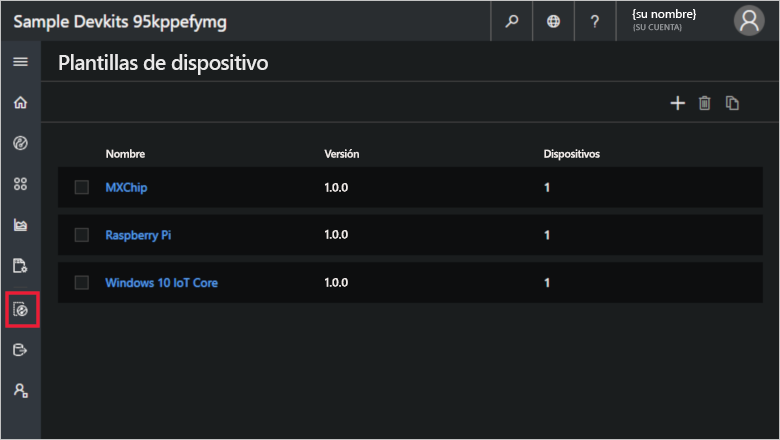 Sample Devkits 95kppefymg
?
{su nombre}
(SU CUENTA)
Plantillas de dispositivo
Nombre Versión Dispositivos
MXChip 1.0.0 1
Raspberry Pi 1.0.0 1
Windows 10 IoT Core 1.0.0 1